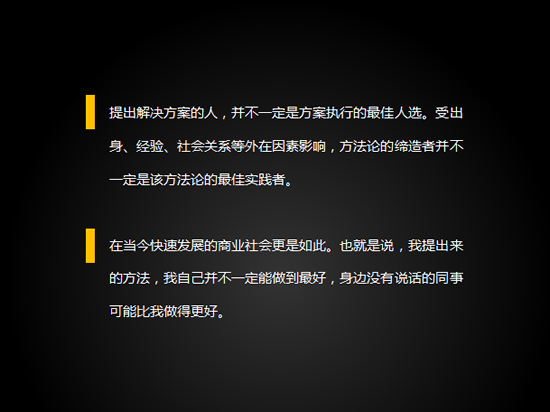 提出解决方案的人，并不一定是方案执行的最佳人选。受出
身、经验、社会关系等外在因素影响，方法论的缔造者并不
一定是该方法论的最佳实践者。
在当今快速发展的商业社会更是如此。也就是说，我提出来
的方法，我自己并不一定能做到最好，身边没有说话的同事
可能比我做得更好。